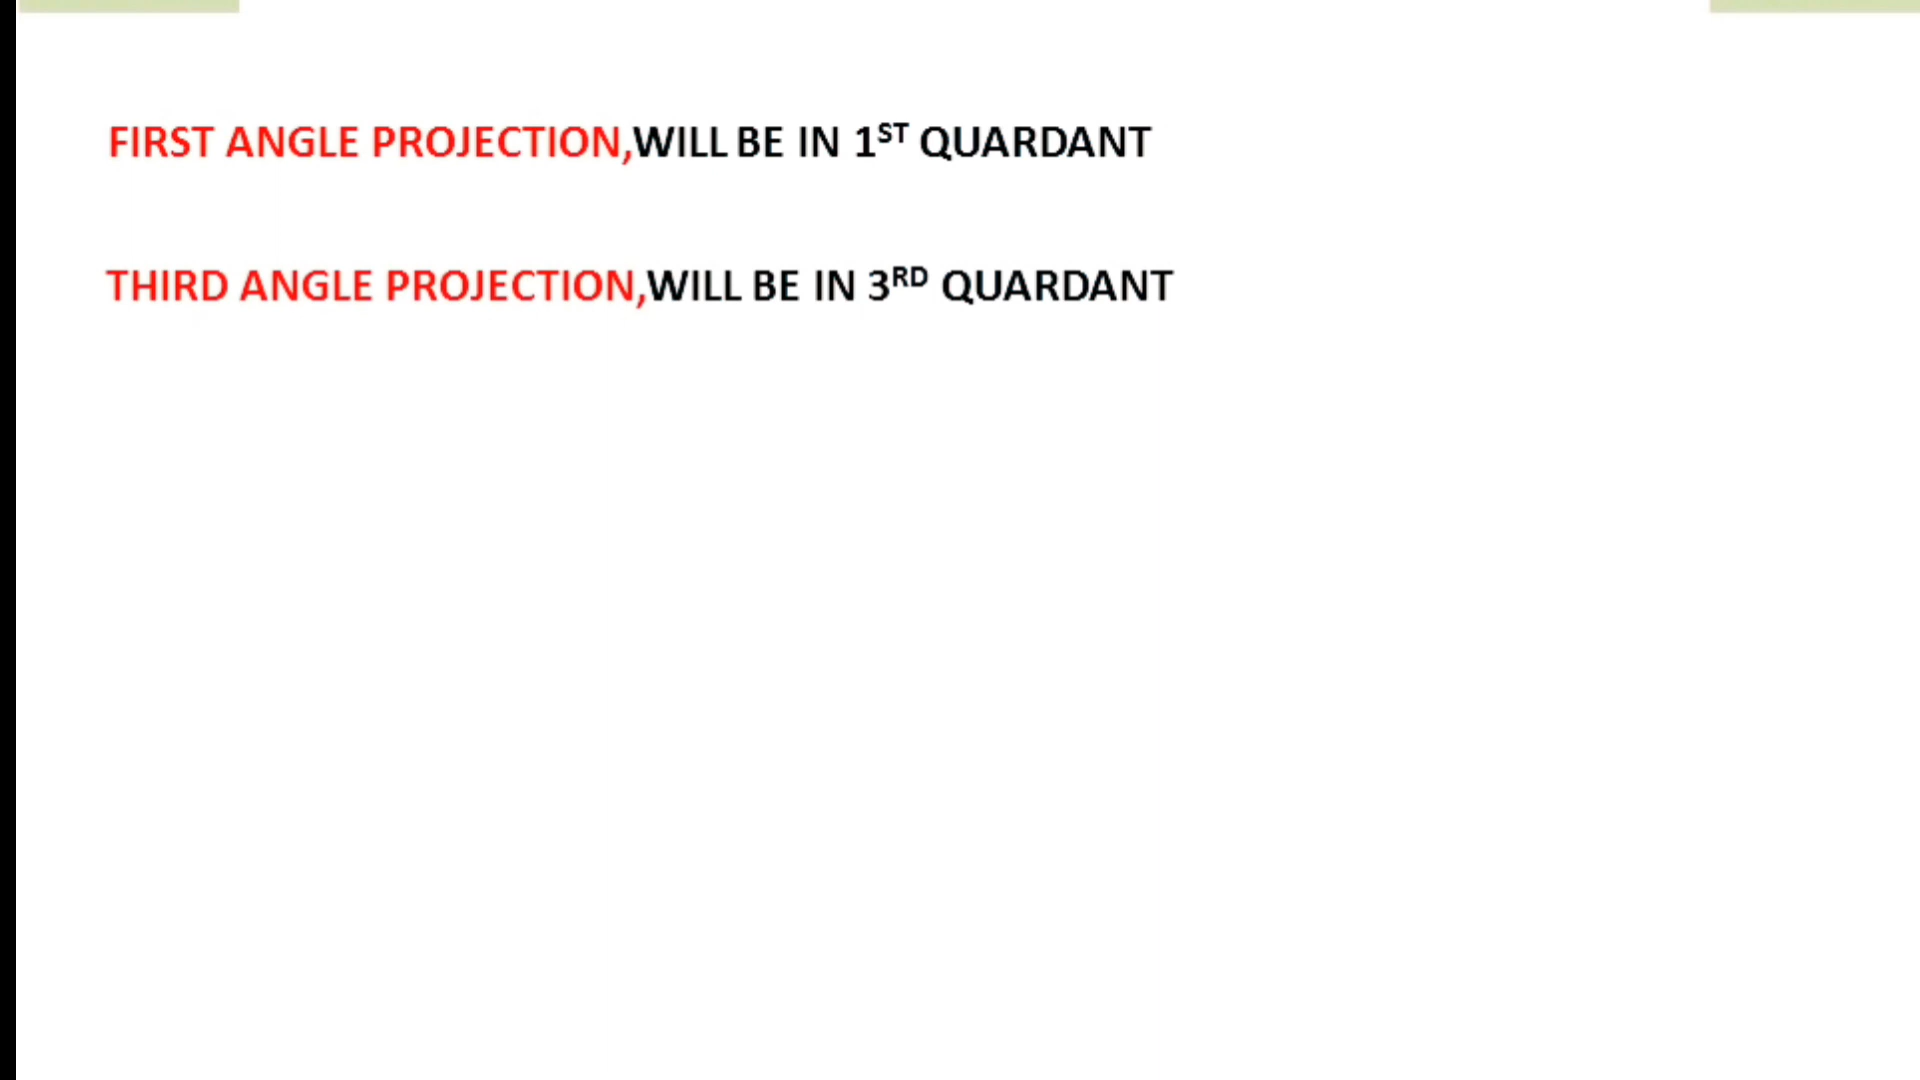 FIRST ANGLE PROJECTION,WILL BE IN 1ST QUARDANT
THIRD ANGLE PROJECTION,WILL BE IN 3RD QUARDANT